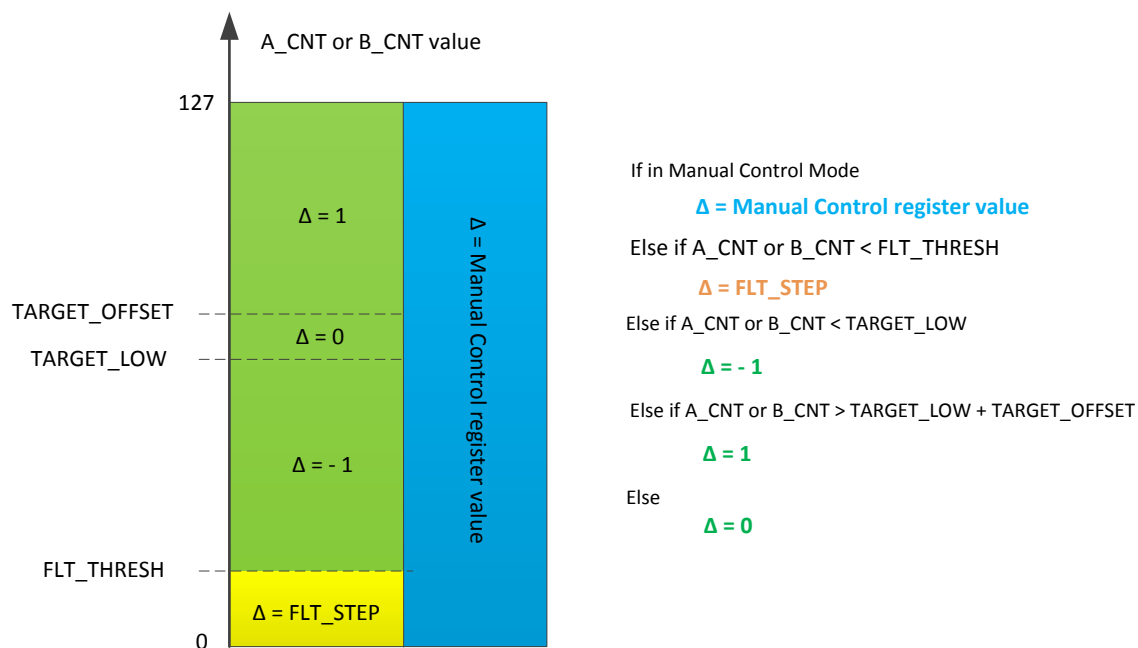 A_CNT or B_CNT value
127
Δ = 1
TARGET_OFFSET
Δ = 0
TARGET_LOW
Δ = - 1
FLT_THRESH
Δ = FLT_STEP
0
Δ = Manual Control register value
If in Manual Control Mode
Δ = Manual Control register value
Else if A_CNT or B_CNT < FLT_THRESH
Δ = FLT_STEP
Else if A_CNT or B_CNT < TARGET_LOW
Δ = - 1
Else if A_CNT or B_CNT > TARGET_LOW + TARGET_OFFSET
Δ = 1
Else
Δ = 0